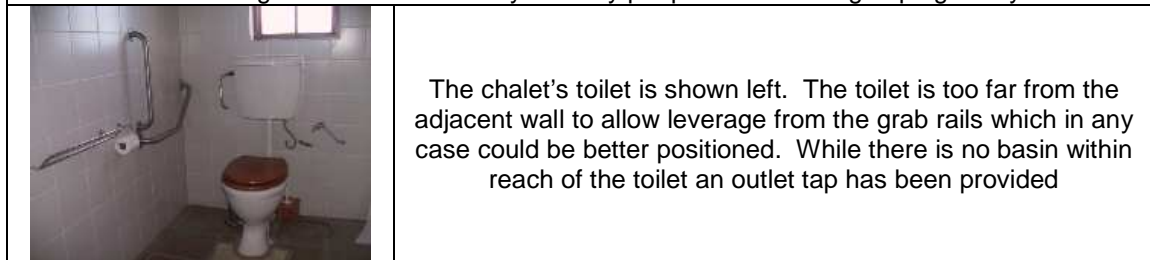 The chalet’s toilet is shown left.  The toilet is too far from the
adjacent wall to allow leverage from the grab rails which in any
case could be better positioned.  While there is no basin within
reach of the toilet an outlet tap has been provided